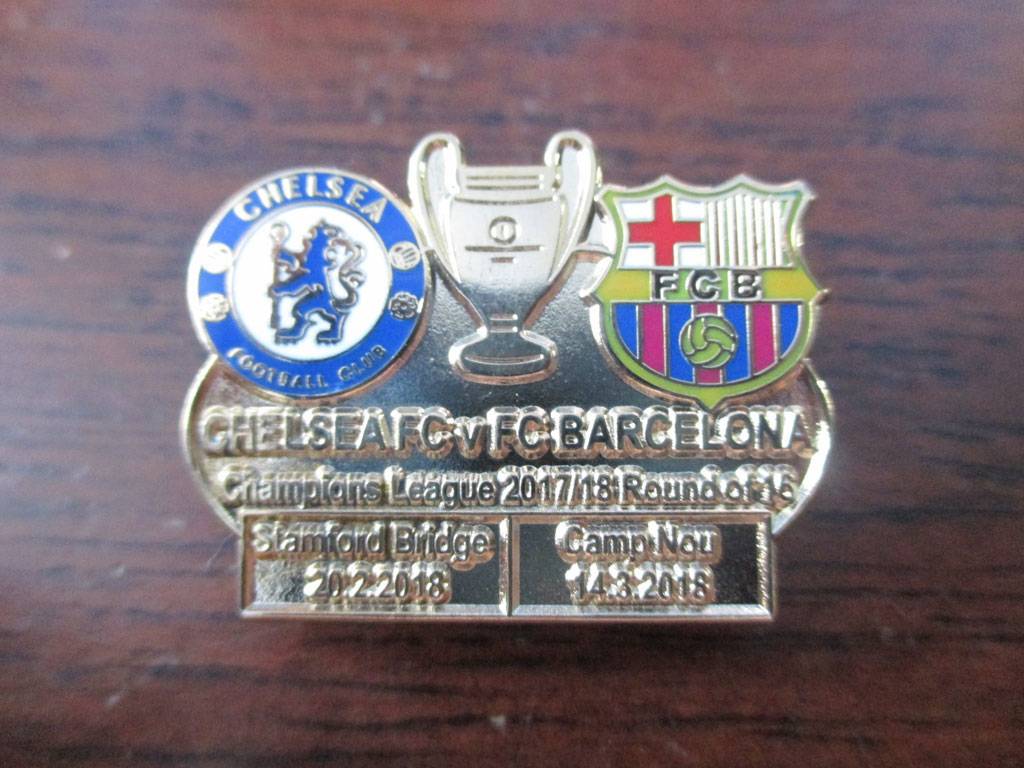 CHELSEA
FOOTBALL CLUB
FCB
CHELSEA FC v FC BARCELONA
Champions League 2017/18 Round of 16
Stamford Bridge
20.2.2018
Camp Nou
14.3.2018